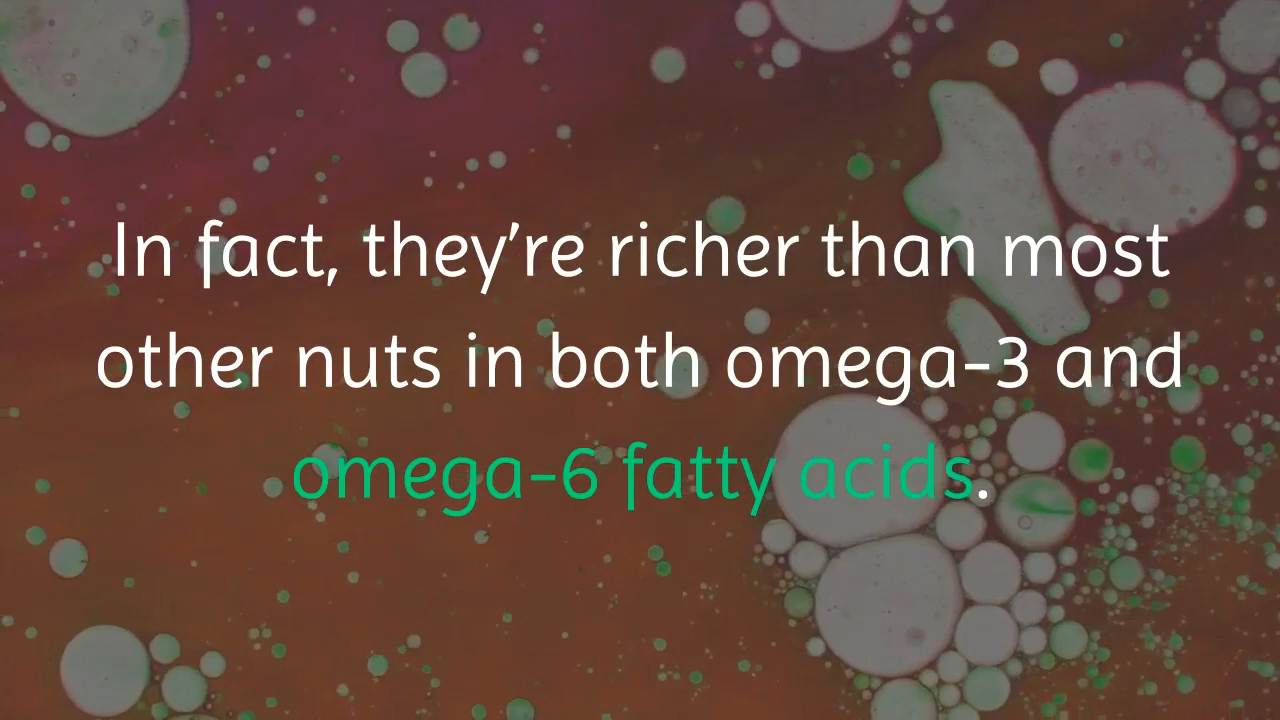 In fact, they’re richer than most
other nuts in both omega-3 and
omega-6 fatty acids.